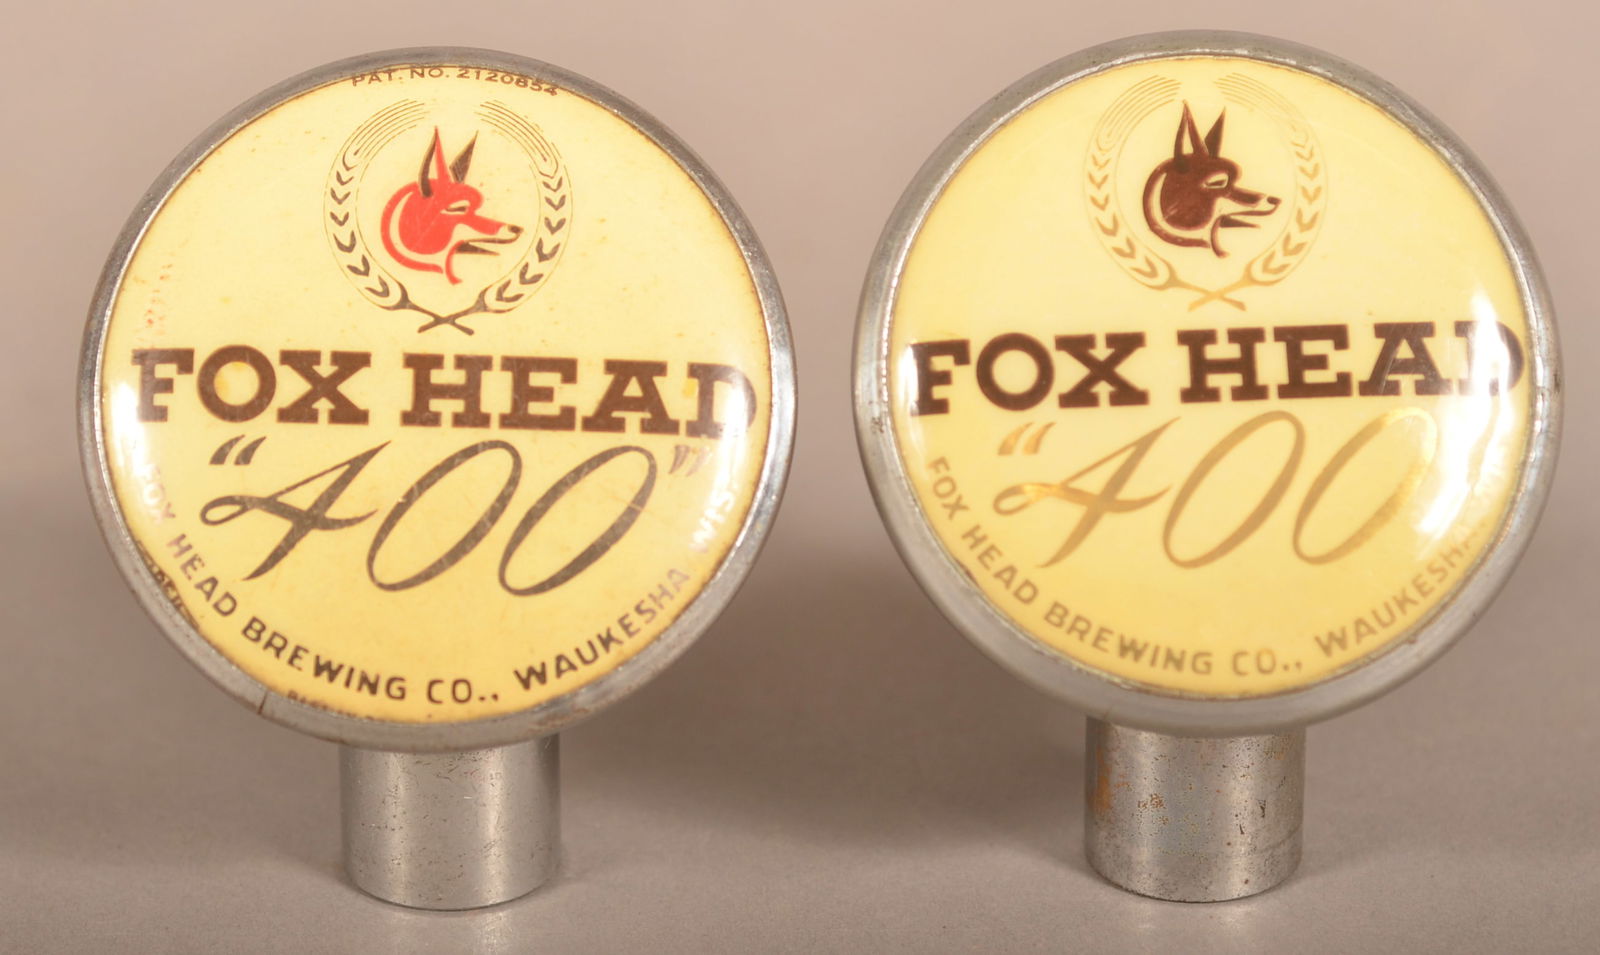 PAT. NO. 2120854
FOX HEAD
"400"
FOX HEAD BREWING CO., WAUKESHA, WIS.
FOX HEAD
"400
FOX HEAD BREWING CO., WAUKESHA,